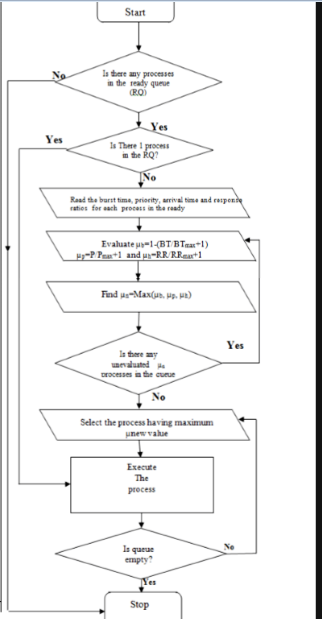 Start
Is there any processes
in the ready queue
(RQ)
No
Yes
Is There 1 process
in the RQ?
Yes
No
Read the burst time, priority, arrival time and response
ratios for each process in the ready
Evaluate μb=1-(BT/BTmax+1)
μp=P/Pmax+1 and μh=RR/RRmax+1
Find μn=Max(μb, μp, μh)
Is there any
unevaluated μn
processes in the queue
Yes
No
Select the process having maximum
μnew value
Execute
The
process
Is queue
empty?
No
Yes
Stop